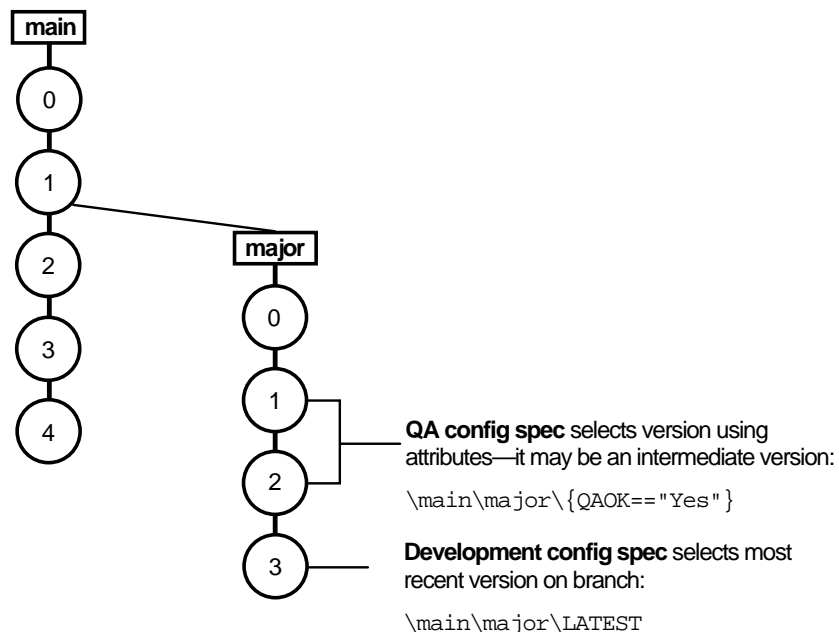 main
0
1
2
3
4
major
0
1
2
3
QA config spec selects version using
attributes—it may be an intermediate version:
\main\major\{QAOK=="Yes"}
Development config spec selects most
recent version on branch:
\main\major\LATEST